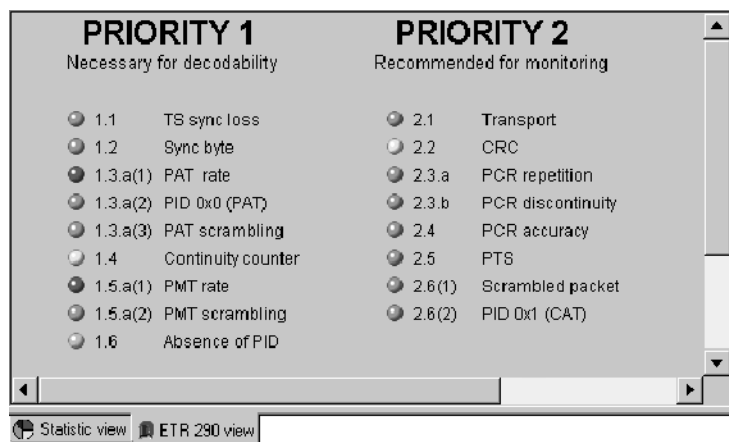 PRIORITY 1
Necessary for decodability
1.1 TS sync loss
1.2 Sync byte
1.3.a(1) PAT rate
1.3.a(2) PID 0x0 (PAT)
1.3.a(3) PAT scrambling
1.4 Continuity counter
1.5.a(1) PMT rate
1.5.a(2) PMT scrambling
1.6 Absence of PID
PRIORITY 2
Recommended for monitoring
2.1 Transport
2.2 CRC
2.3.a PCR repetition
2.3.b PCR discontinuity
2.4 PCR accuracy
2.5 PTS
2.6(1) Scrambled packet
2.6(2) PID 0x1 (CAT)
Statistic view
ETR 290 view